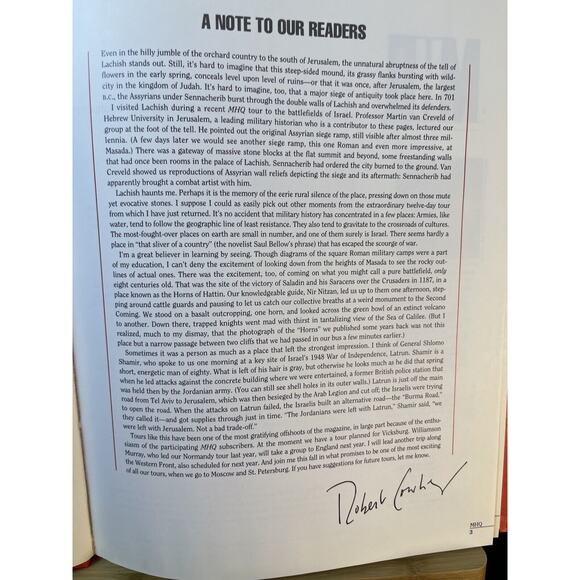 A NOTE TO OUR READERS
Even in the hilly jumble of the orchard country to the south of Jerusalem, the unnatural abruptness of the tell of
Lachish stands out. Still, it's hard to imagine that this steep-sided mound, its grassy flanks bursting with wild-
flowers in the early spring, conceals level upon level of ruins—or that it was once, after Jerusalem, the largest
city in the kingdom of Judah. It's hard to imagine, too, that a major siege of antiquity took place here. In 701
B.C., the Assyrians under Sennacherib burst through the double walls of Lachish and overwhelmed its defenders.
I visited Lachish during a recent MHQ tour to the battlefields of Israel. Professor Martin van Creveld of
Hebrew University in Jerusalem, a leading military historian who is a contributor to these pages, lectured our
group at the foot of the tell. He pointed out the original Assyrian siege ramp, still visible after almost three mil-
lennia. (A few days later we would see another siege ramp, this one Roman and even more impressive, at
Masada.) There was a gateway of massive stone blocks at the flat summit and beyond, some freestanding walls
that had once been rooms in the palace of Lachish. Sennacherib had ordered the city burned to the ground. Van
Creveld showed us reproductions of Assyrian wall reliefs depicting the siege and its aftermath: Sennacherib had
apparently brought a combat artist with him.
Lachish haunts me. Perhaps it is the memory of the eerie rural silence of the place, pressing down on those mute
yet evocative stones. I suppose I could as easily pick out other moments from the extraordinary twelve-day tour
from which I have just returned. It's no accident that military history has concentrated in a few places: Armies, like
water, tend to follow the geographic line of least resistance. They also tend to gravitate to the crossroads of cultures.
The most-fought-over places on earth are small in number, and one of them surely is Israel. There seems hardly a
place in "that sliver of a country" (the novelist Saul Bellow's phrase) that has escaped the scourge of war.
I'm a great believer in learning by seeing. Though diagrams of the square Roman military camps were a part
of my education, I can't deny the excitement of looking down from the heights of Masada to see the rocky out-
lines of actual ones. There was the excitement, too, of coming on what you might call a pure battlefield, only
eight centuries old. That was the site of the victory of Saladin and his Saracens over the Crusaders in 1187, in a
place known as the Horns of Hattin. Our knowledgeable guide, Nir Nitzan, led us up to them one afternoon, step-
ping around cattle guards and pausing to let us catch our collective breaths at a weird monument to the Second
Coming. We stood on a basalt outcropping, one horn, and looked across the green bowl of an extinct volcano
to another. Down there, trapped knights went mad with thirst in tantalizing view of the Sea of Galilee. (But I
realized, much to my dismay, that the photograph of the "Horns" we published some years back was not this
place but a narrow passage between two cliffs that we had passed in our bus a few minutes earlier.)
Sometimes it was a person as much as a place that left the strongest impression. I think of General Shlomo
Shamir, who spoke to us one morning at a key site of Israel's 1948 War of Independence, Latrun. Shamir is a
short, energetic man of eighty. What is left of his hair is gray, but otherwise he looks much as he did that spring
when he led attacks against the concrete building where we were entertained, a former British police station that
was held then by the Jordanian army. (You can still see shell holes in its outer walls.) Latrun is just off the main
road from Tel Aviv to Jerusalem, which was then besieged by the Arab Legion and cut off; the Israelis were trying
to open the road. When the attacks on Latrun failed, the Israelis built an alternative road—the "Burma Road,"
they called it—and got supplies through just in time. "The Jordanians were left with Latrun," Shamir said, "we
were left with Jerusalem. Not a bad trade-off."
Tours like this have been one of the most gratifying offshoots of the magazine, in large part because of the enthu-
siasm of the participating MHQ subscribers. At the moment we have a tour planned for Vicksburg. Williamson
Murray, who led our Normandy tour last year, will take a group to England next year. I will lead another trip along
the Western Front, also scheduled for next year. And join me this fall in what promises to be one of the most exciting
of all our tours, when we go to Moscow and St. Petersburg. If you have suggestions for future tours, let me know.
Robert Cowley
MHQ
3